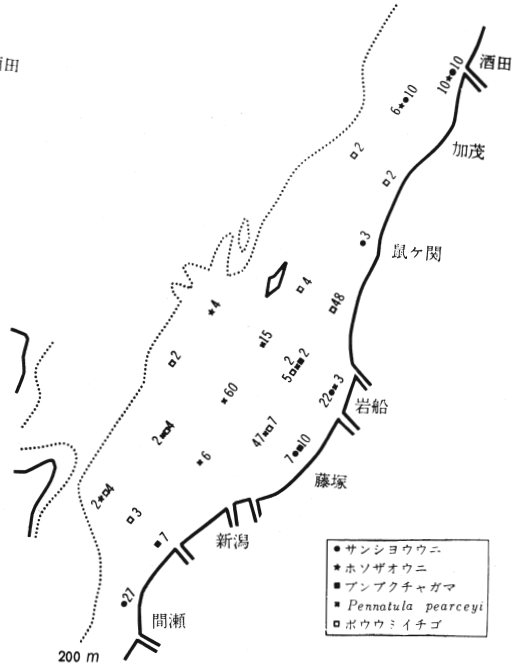 酒田
10 10
6 10
加茂
2
2
3
鼠ヶ関
4
4
48
15
2
2
5 2
60
22 3
岩船
2 4
47 7
6
7 10
藤塚
2 4
3
新潟
7
27
間瀬
200 m
サンショウウニ
ホソザオウニ
ブンブクチャガマ
Pennatula pearceyi
ボウウミイチゴ